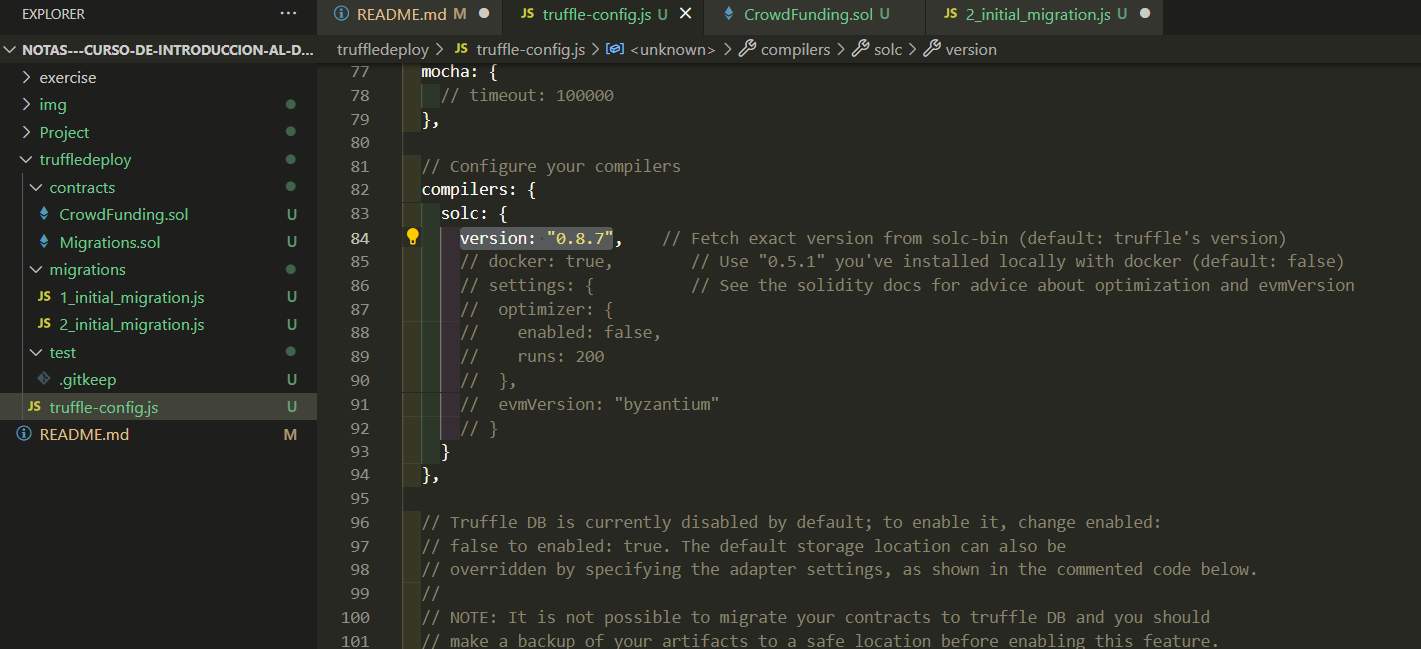 EXPLORER ···
NOTAS---CURSO-DE-INTRODUCCION-AL-D...
exercise
img
Project
truffledeploy
contracts
CrowdFunding.sol U
Migrations.sol U
migrations
JS 1_initial_migration.js U
JS 2_initial_migration.js U
test
.gitkeep U
JS truffle-config.js U
README.md M
README.md M
JS truffle-config.js U
CrowdFunding.sol U
JS 2_initial_migration.js U
truffledeploy > JS truffle-config.js > <unknown> > compilers > solc > version
77 mocha: {
78 // timeout: 100000
79 },
80
81 // Configure your compilers
82 compilers: {
83 solc: {
84 version: "0.8.7", // Fetch exact version from solc-bin (default: truffle's version)
85 // docker: true, // Use "0.5.1" you've installed locally with docker (default: false)
86 // settings: { // See the solidity docs for advice about optimization and evmVersion
87 // optimizer: {
88 // enabled: false,
89 // runs: 200
90 // },
91 // evmVersion: "byzantium"
92 // }
93 }
94 },
95
96 // Truffle DB is currently disabled by default; to enable it, change enabled:
97 // false to enabled: true. The default storage location can also be
98 // overridden by specifying the adapter settings, as shown in the commented code below.
99 //
100 // NOTE: It is not possible to migrate your contracts to truffle DB and you should
101 // make a backup of your artifacts to a safe location before enabling this feature.